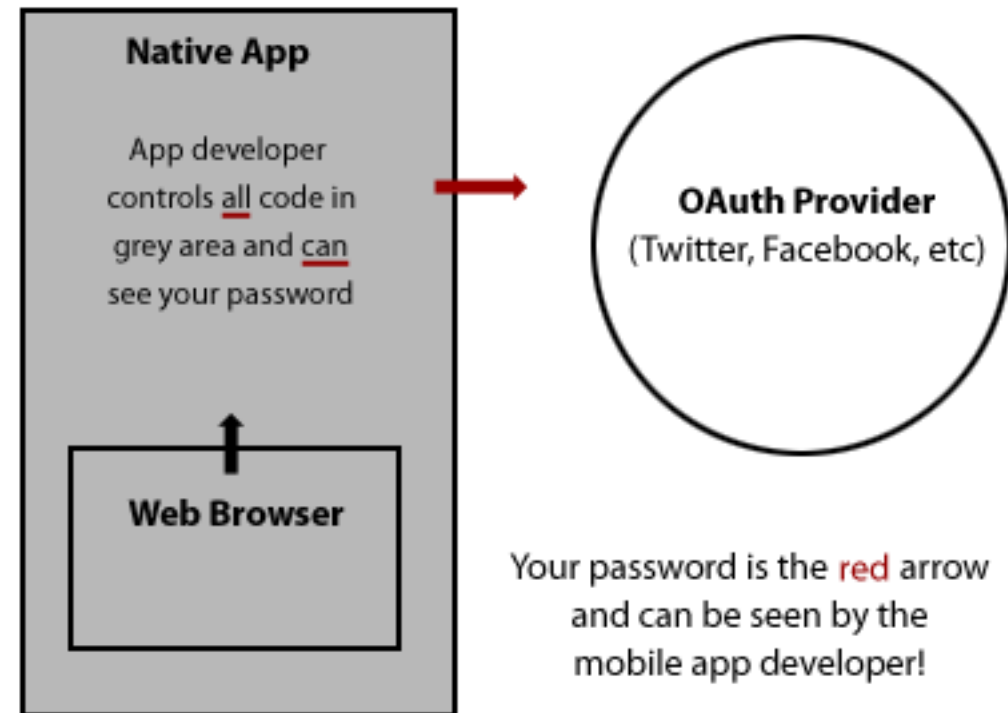 Native App
App developer
controls all code in
grey area and can
see your password
Web Browser
OAuth Provider
(Twitter, Facebook, etc)
Your password is the red arrow
and can be seen by the
mobile app developer!